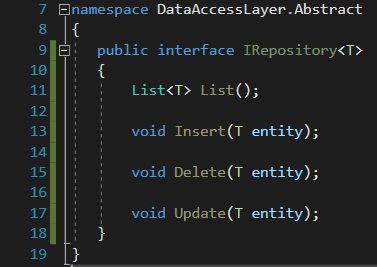 7 namespace DataAccessLayer.Abstract
8 {
9 public interface IRepository<T>
10 {
11 List<T> List();
12
13 void Insert(T entity);
14
15 void Delete(T entity);
16
17 void Update(T entity);
18 }
19 }